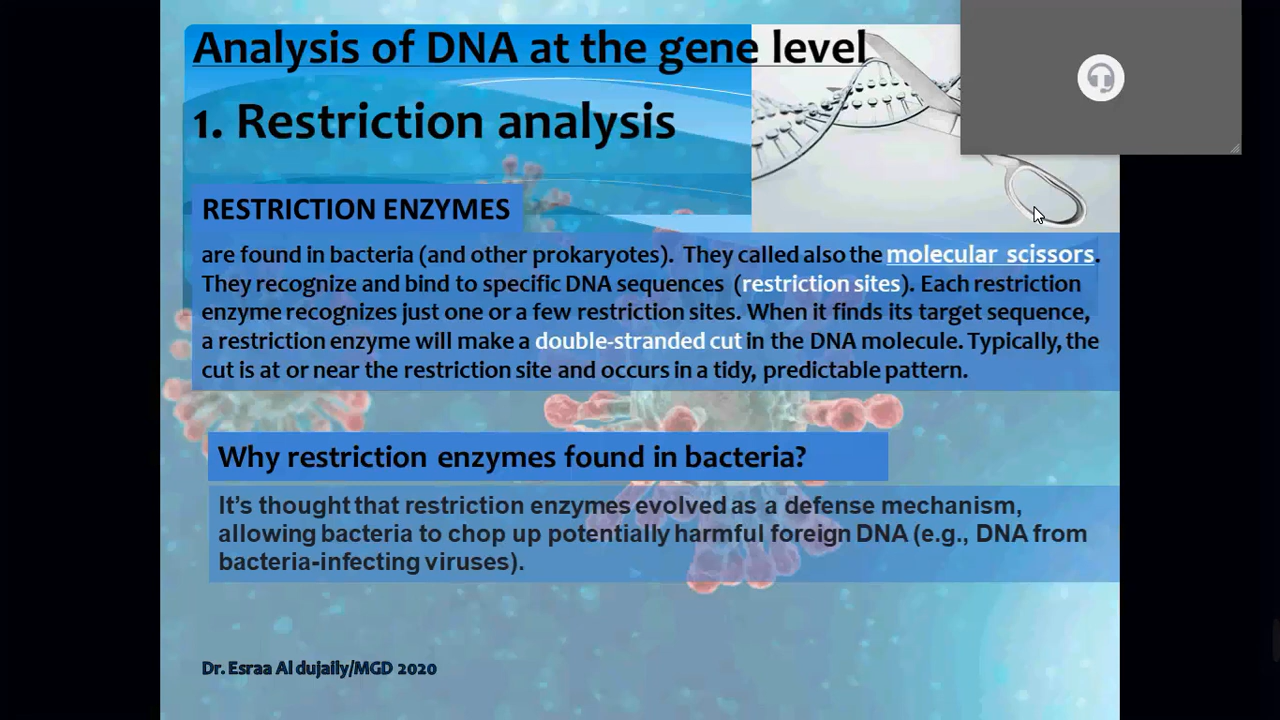 Analysis of DNA at the gene level
1. Restriction analysis
RESTRICTION ENZYMES
are found in bacteria (and other prokaryotes). They called also the molecular scissors.
They recognize and bind to specific DNA sequences (restriction sites). Each restriction
enzyme recognizes just one or a few restriction sites. When it finds its target sequence,
a restriction enzyme will make a double-stranded cut in the DNA molecule. Typically, the
cut is at or near the restriction site and occurs in a tidy, predictable pattern.
Why restriction enzymes found in bacteria?
It's thought that restriction enzymes evolved as a defense mechanism,
allowing bacteria to chop up potentially harmful foreign DNA (e.g., DNA from
bacteria-infecting viruses).
Dr. Esraa Al dujaily/MGD 2020